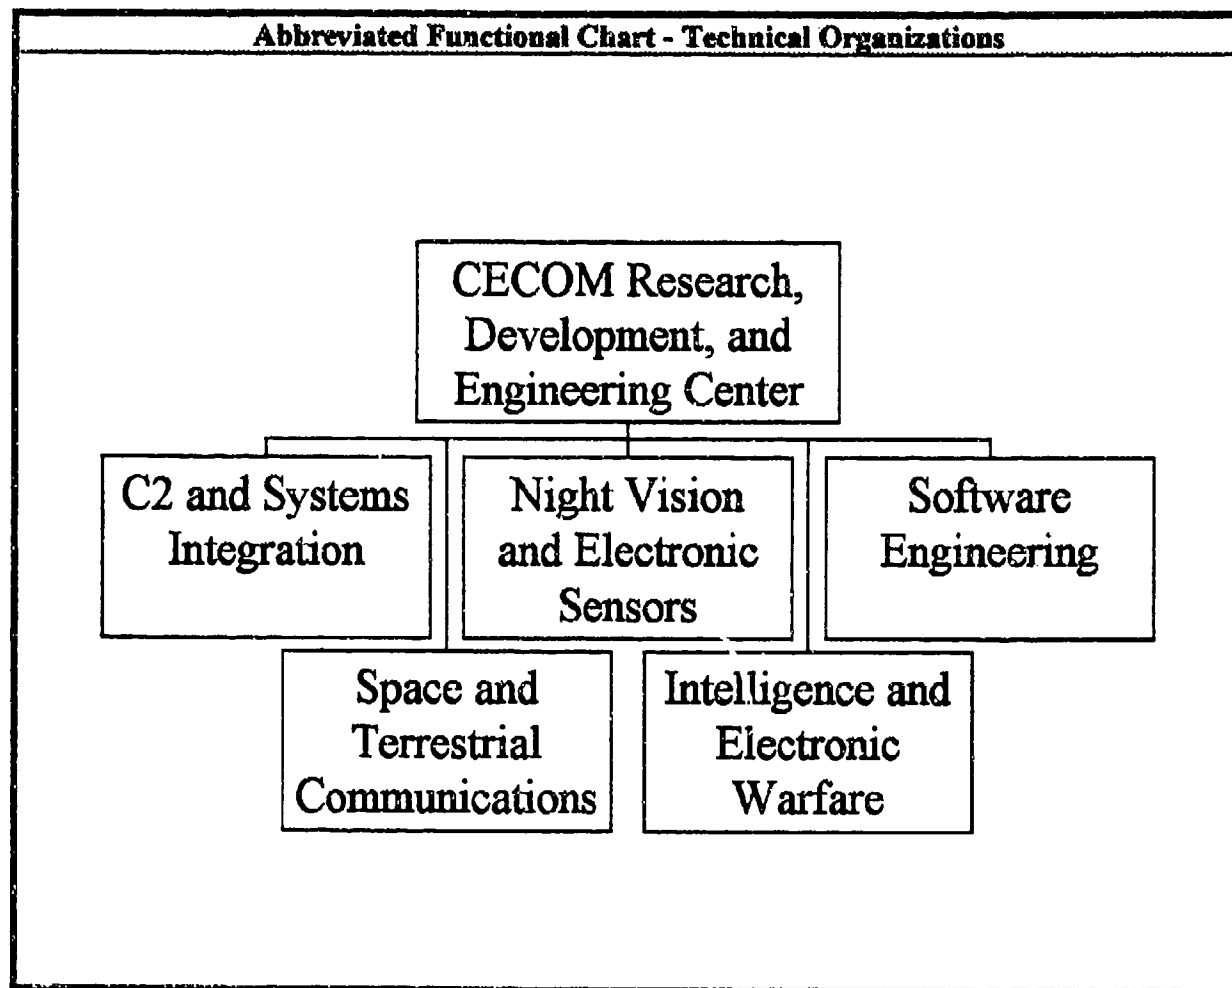 Abbreviated Functional Chart - Technical Organizations
CECOM Research,
Development, and
Engineering Center
C2 and Systems
Integration
Night Vision
and Electronic
Sensors
Software
Engineering
Space and
Terrestrial
Communications
Intelligence and
Electronic
Warfare